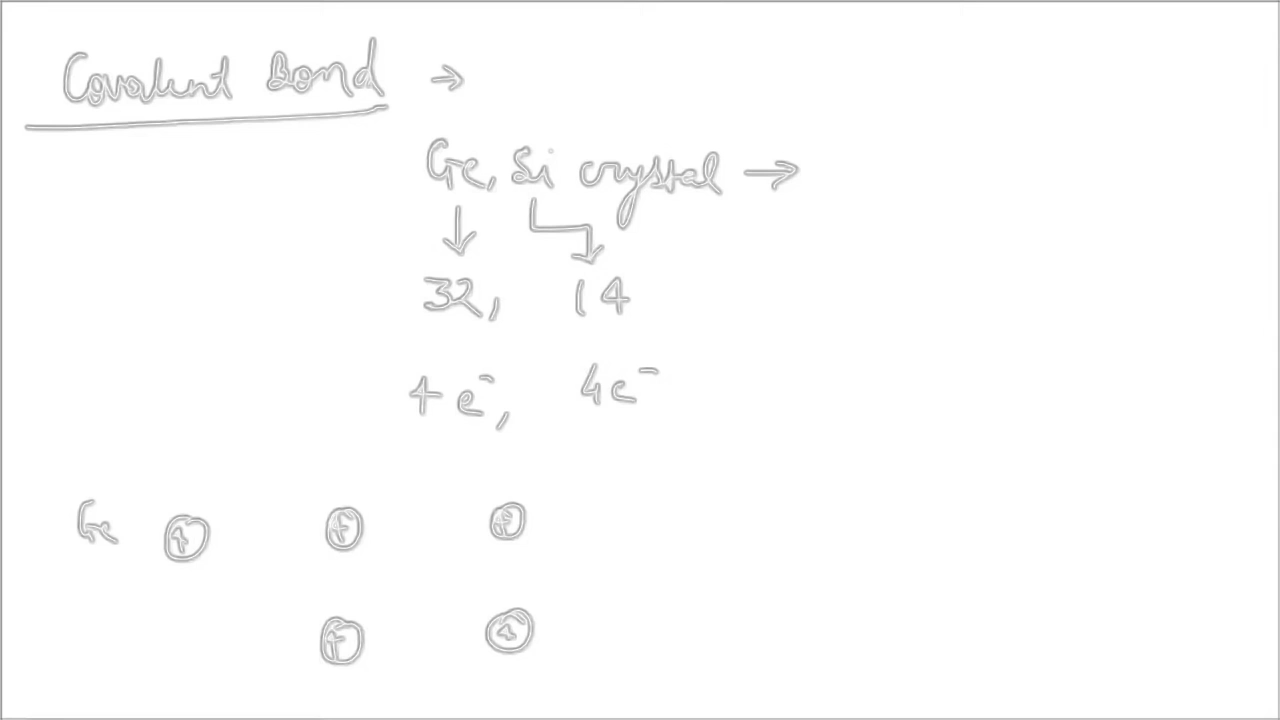 Covalent Bond →
Ge, Si crystal →
32, 14
4e⁻, 4e⁻
Ge